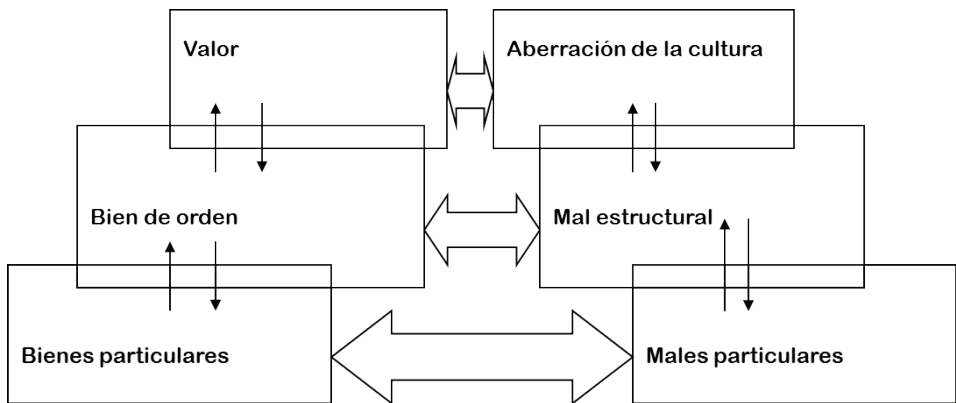 Valor
Aberración de la cultura
Bien de orden
Mal estructural
Bienes particulares
Males particulares